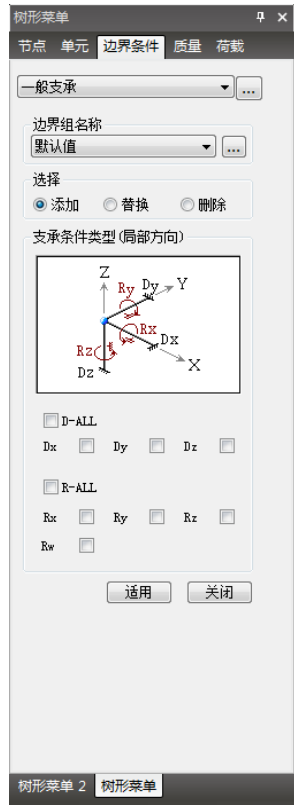 树形菜单
节点 单元 边界条件 质量 荷载
一般支承 ...
边界组名称
默认值 ...
选择
添加 替换 删除
支承条件类型(局部方向)
Z
Ry Dy Y
Rx
Rz Dx
Dz X
D-ALL
Dx Dy Dz
R-ALL
Rx Ry Rz
Rw
适用 关闭
树形菜单 2 树形菜单